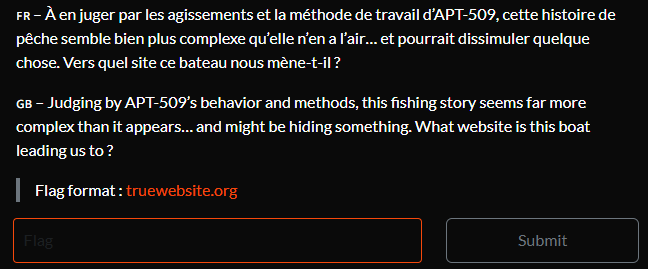 FR – À en juger par les agissements et la méthode de travail d’APT-509, cette histoire de
pêche semble bien plus complexe qu’elle n’en a l’air… et pourrait dissimuler quelque
chose. Vers quel site ce bateau nous mène-t-il ?
GB – Judging by APT-509’s behavior and methods, this fishing story seems far more
complex than it appears… and might be hiding something. What website is this boat
leading us to ?
Flag format : truewebsite.org
Flag
Submit